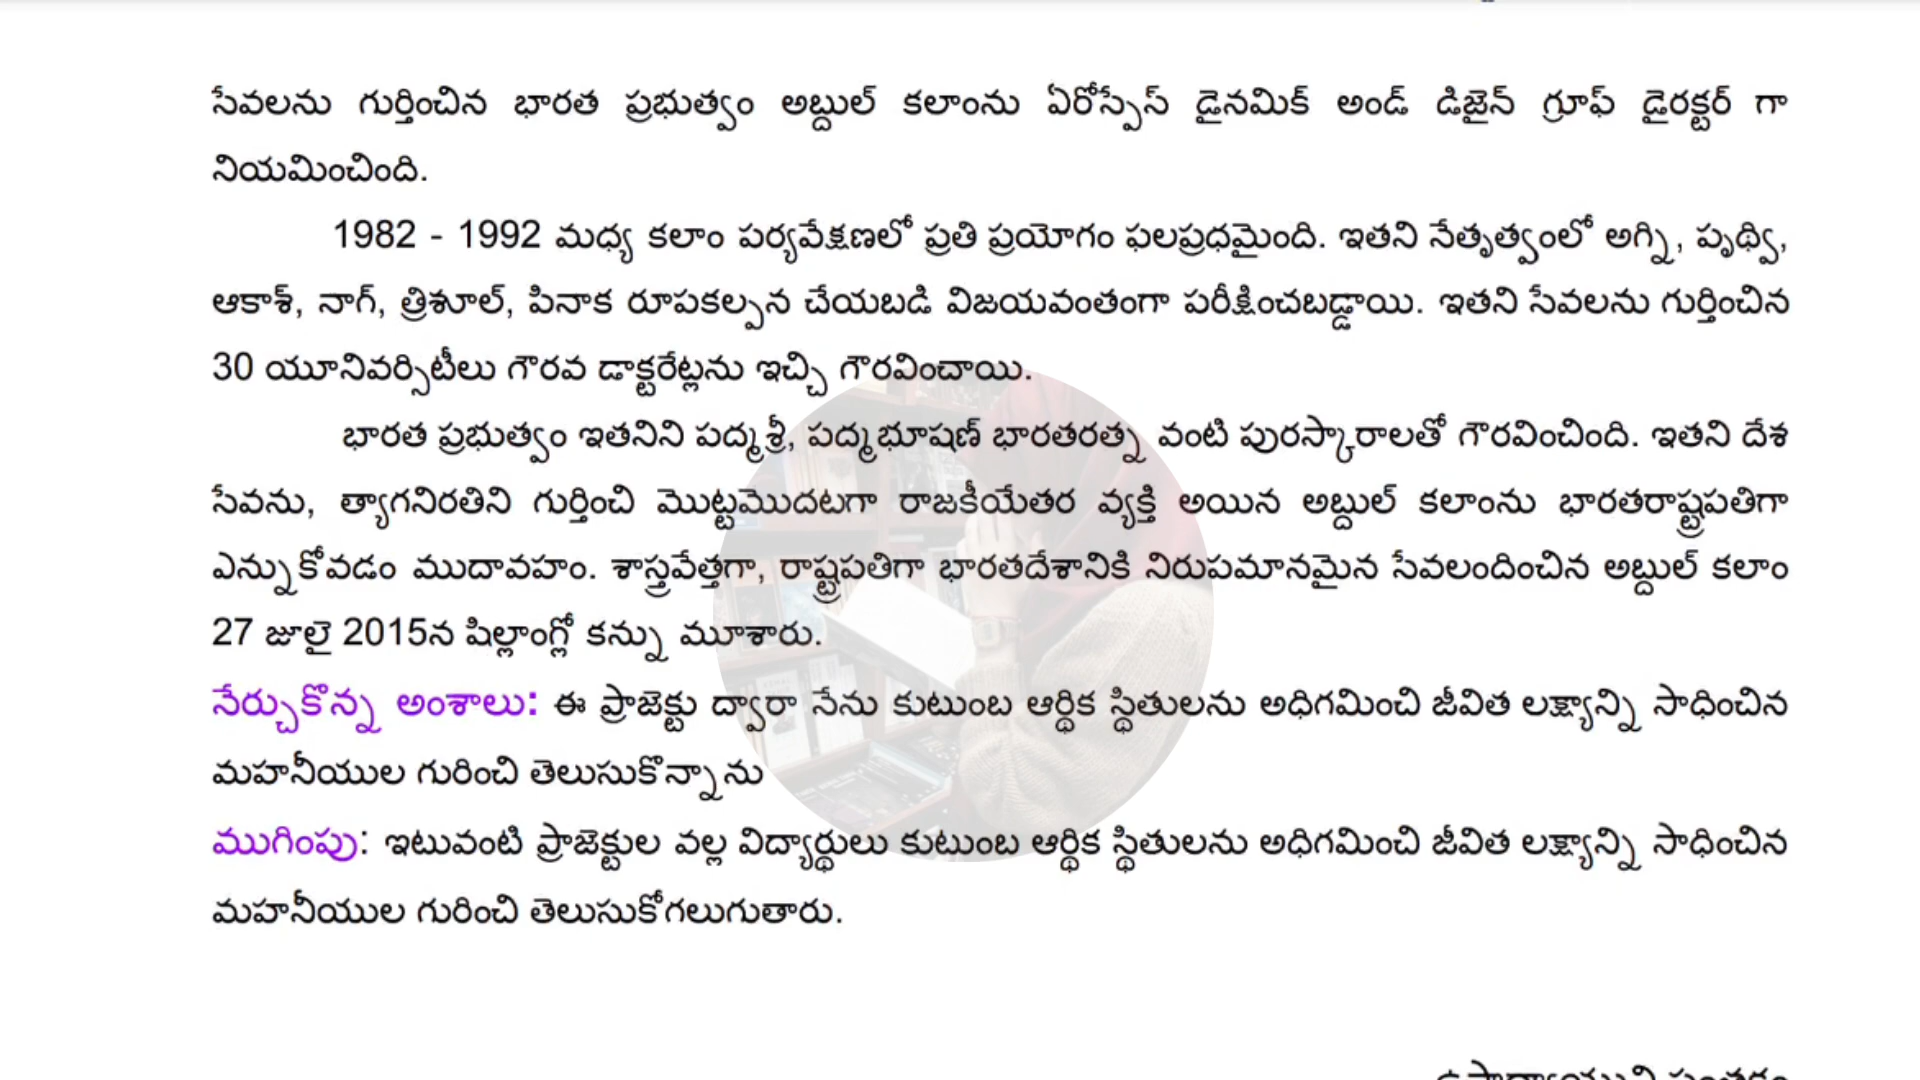 సేవలను గుర్తించిన భారత ప్రభుత్వం అబ్దుల్ కలాంను ఏరోస్పేస్ డైనమిక్ అండ్ డిజైన్ గ్రూఫ్ డైరక్టర్ గా
నియమించింది.
1982 - 1992 మధ్య కలాం పర్యవేక్షణలో ప్రతి ప్రయోగం ఫలప్రధమైంది. ఇతని నేతృత్వంలో అగ్ని, పృథ్వి,
ఆకాశ్, నాగ్, త్రిశూల్, పినాక రూపకల్పన చేయబడి విజయవంతంగా పరీక్షించబడ్డాయి. ఇతని సేవలను గుర్తించిన
30 యూనివర్సిటీలు గౌరవ డాక్టరేట్లను ఇచ్చి గౌరవించాయి.
భారత ప్రభుత్వం ఇతనిని పద్మశ్రీ, పద్మభూషణ్ భారతరత్న వంటి పురస్కారాలతో గౌరవించింది. ఇతని దేశ
సేవను, త్యాగనిరతిని గుర్తించి మొట్టమొదటగా రాజకీయేతర వ్యక్తి అయిన అబ్దుల్ కలాంను భారతరాష్ట్రపతిగా
ఎన్నుకోవడం ముదావహం. శాస్త్రవేత్తగా, రాష్ట్రపతిగా భారతదేశానికి నిరుపమానమైన సేవలందించిన అబ్దుల్ కలాం
27 జూలై 2015న షిల్లాంగ్లో కన్ను మూశారు.
నేర్చుకొన్న అంశాలు: ఈ ప్రాజెక్టు ద్వారా నేను కుటుంబ ఆర్థిక స్థితులను అధిగమించి జీవిత లక్ష్యాన్ని సాధించిన
మహనీయుల గురించి తెలుసుకొన్నాను
ముగింపు: ఇటువంటి ప్రాజెక్టుల వల్ల విద్యార్థులు కుటుంబ ఆర్థిక స్థితులను అధిగమించి జీవిత లక్ష్యాన్ని సాధించిన
మహనీయుల గురించి తెలుసుకోగలుగుతారు.